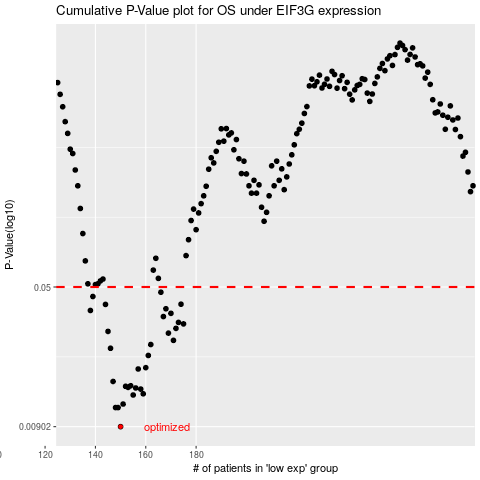 Cumulative P-Value plot for OS under EIF3G expression
P-Value(log10)
0.05
0.00902
optimized
0 120 140 160 180
# of patients in 'low exp' group